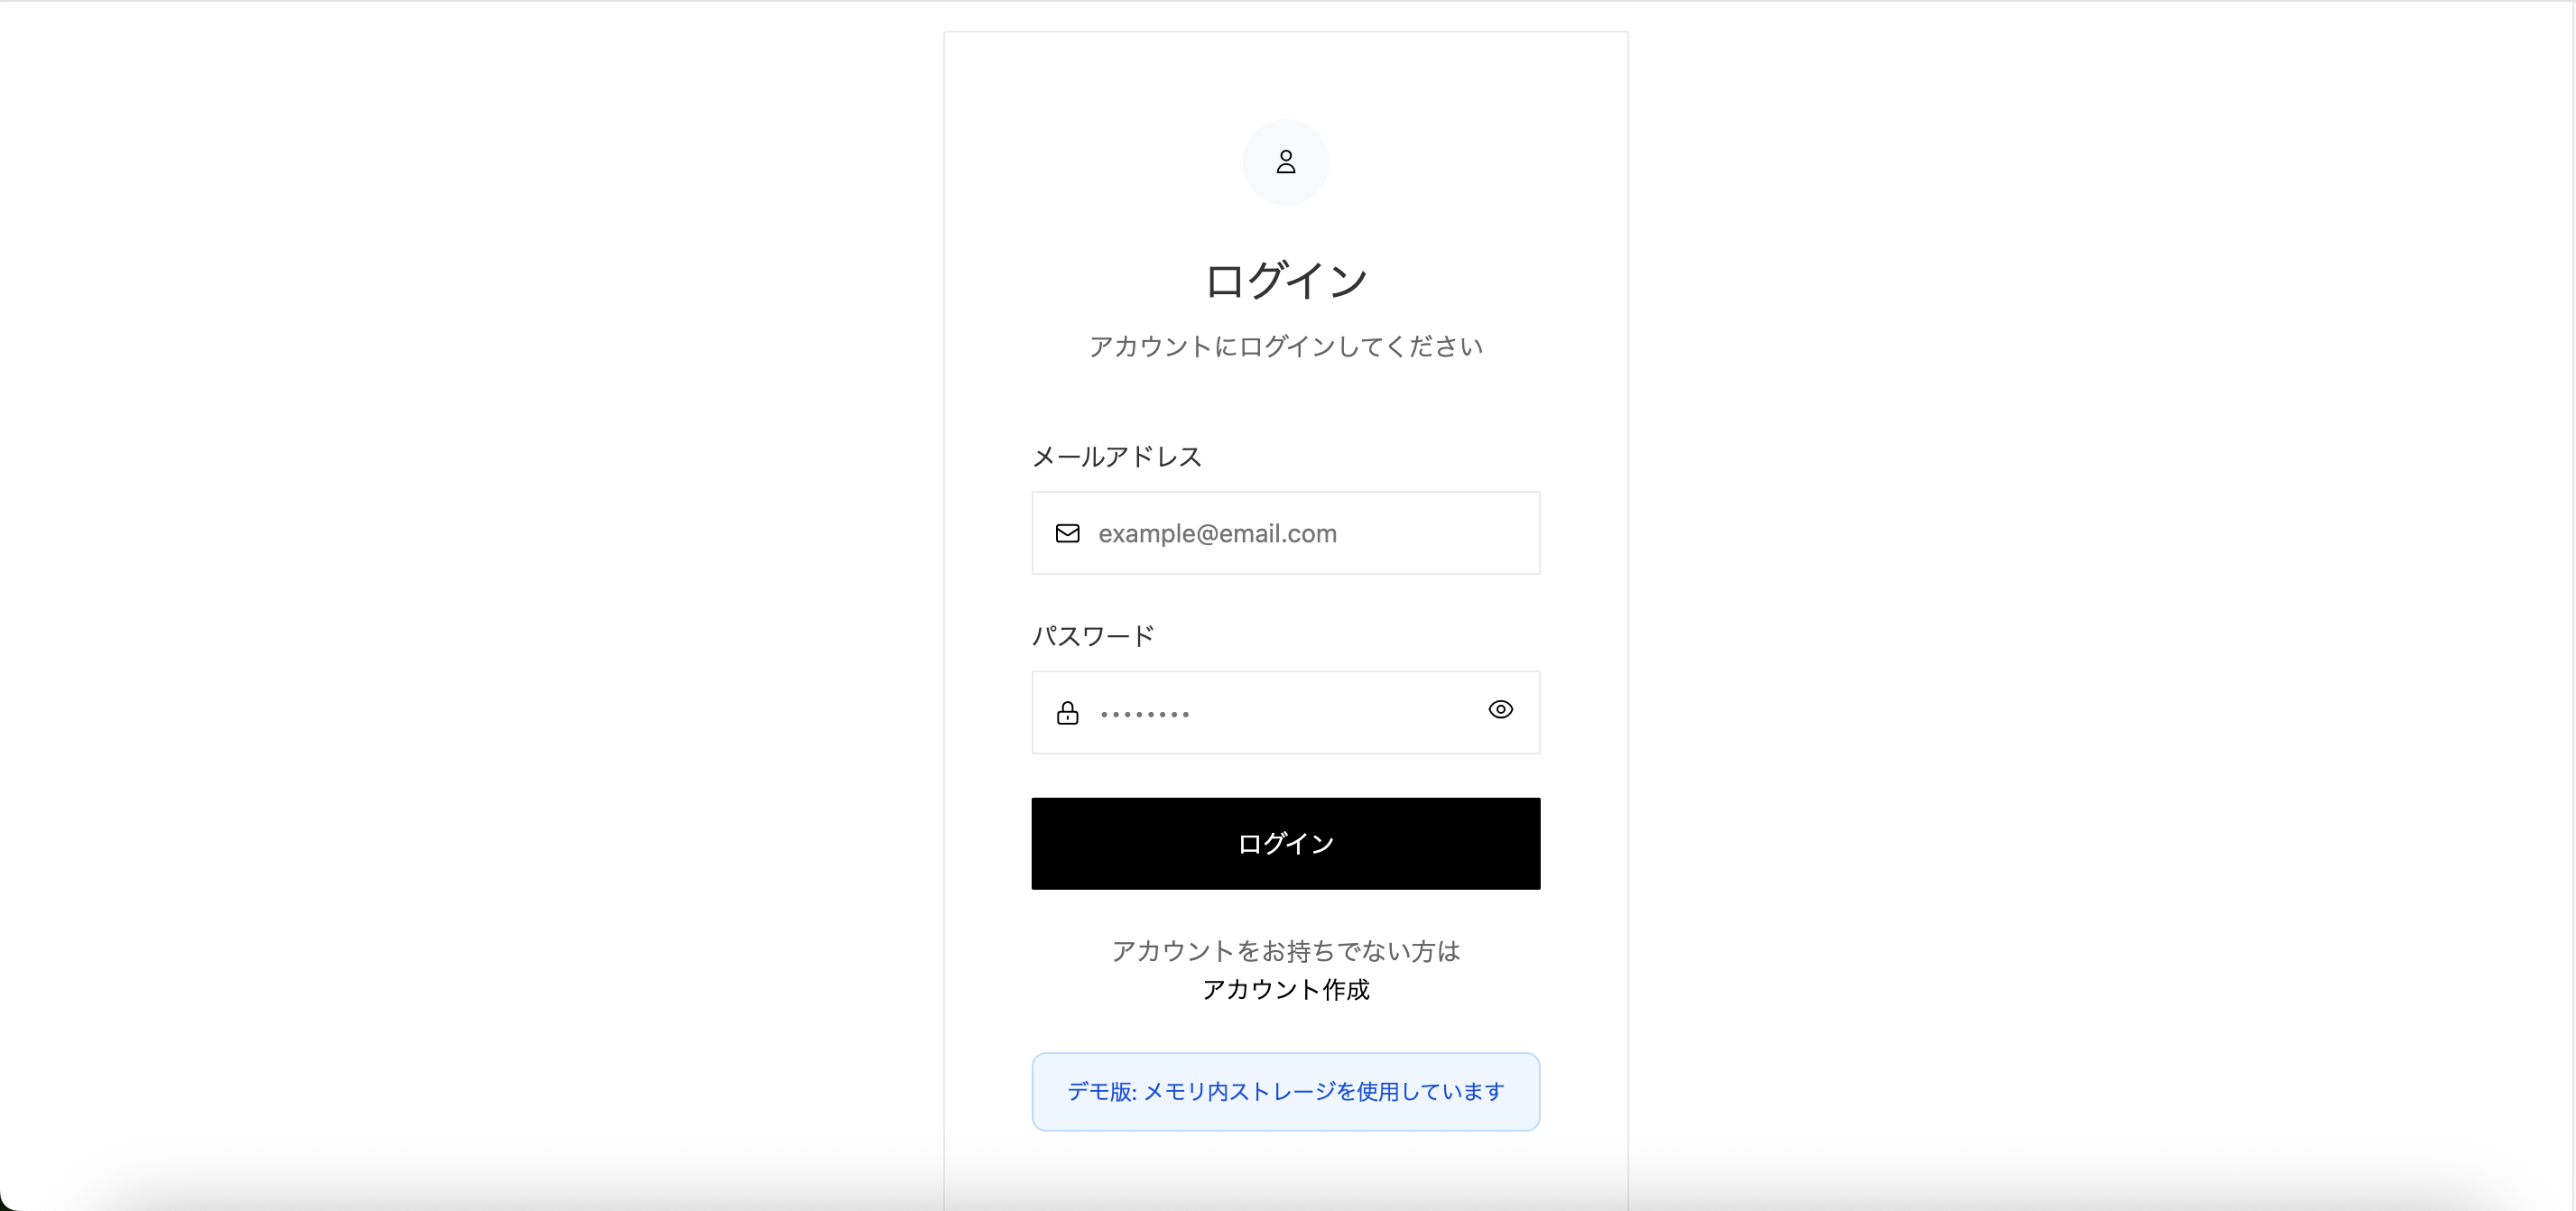 ログイン
アカウントにログインしてください
メールアドレス
example@email.com
パスワード
••••••••
ログイン
アカウントをお持ちでない方は
アカウント作成
デモ版: メモリ内ストレージを使用しています